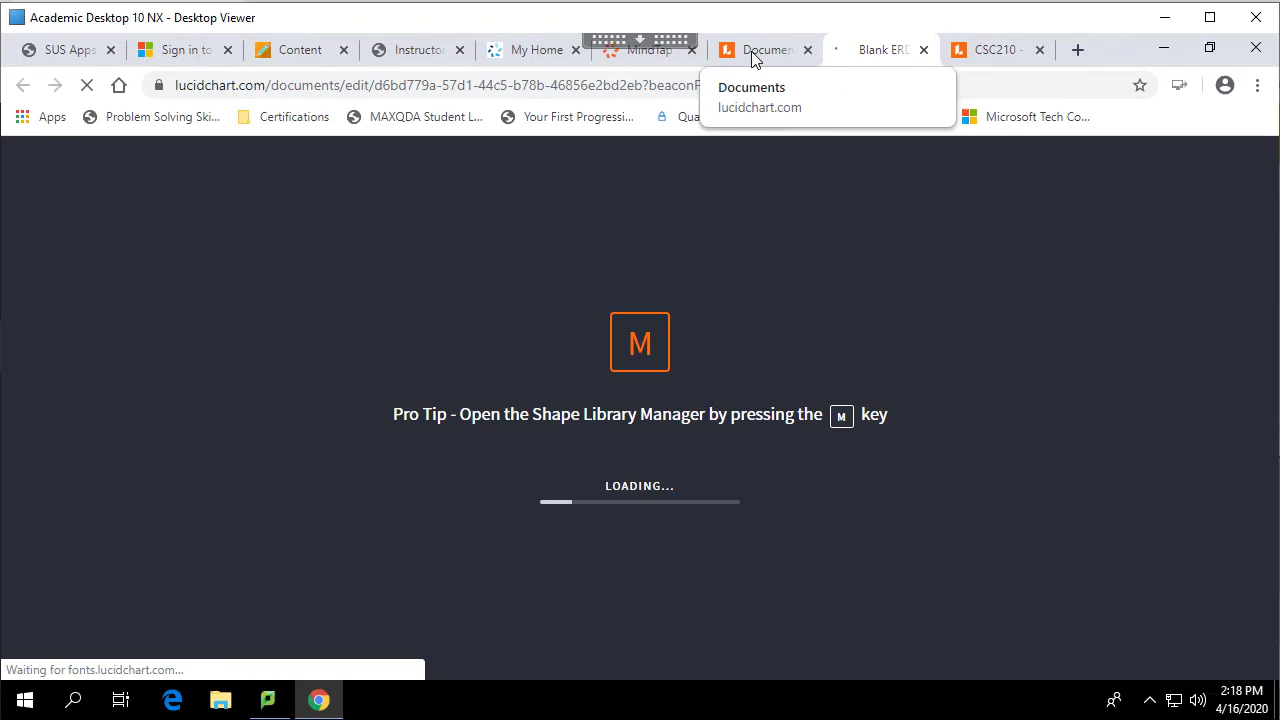 Academic Desktop 10 NX - Desktop Viewer
SUS Apps
Sign in to
Content
Instructor
My Home
MindTap
Documen
Blank ERD
CSC210 -
lucidchart.com/documents/edit/d6bd779a-57d1-44c5-b78b-46856e2bd2eb?beaconF
Documents
lucidchart.com
Apps
Problem Solving Ski...
Certifications
MAXQDA Student L...
Your First Progressi...
Qua
Microsoft Tech Co...
M
Pro Tip - Open the Shape Library Manager by pressing the M key
LOADING...
Waiting for fonts.lucidchart.com...
2:18 PM
4/16/2020